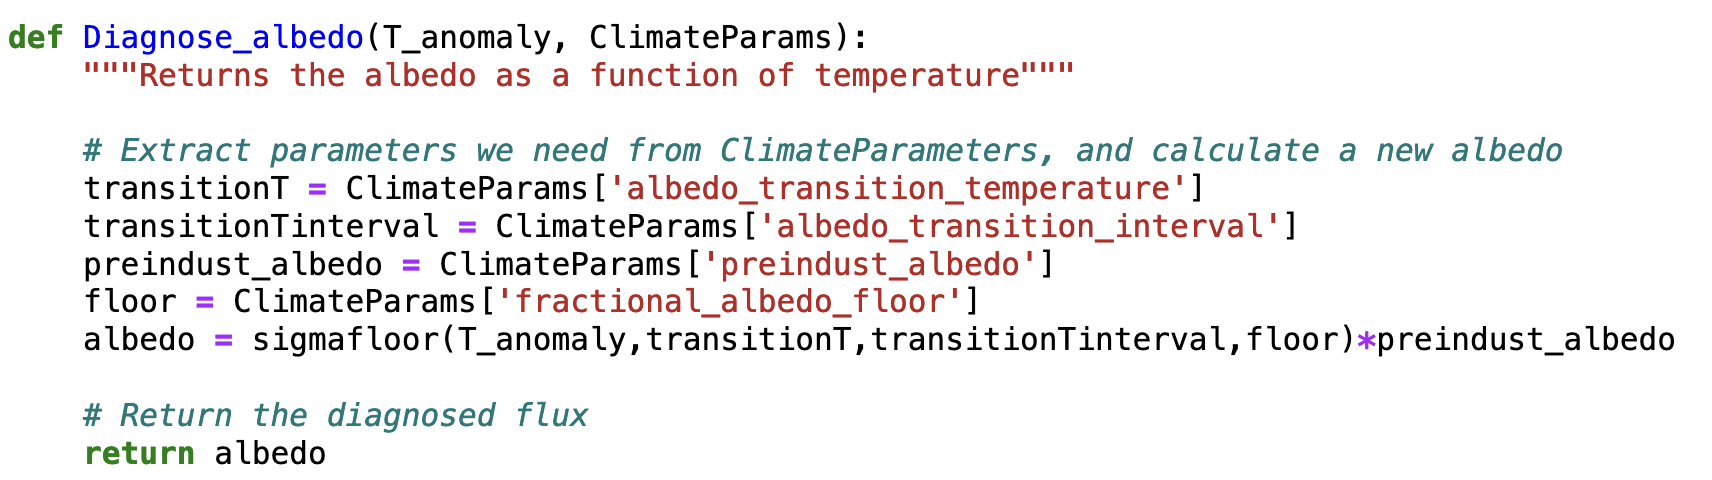 def Diagnose_albedo(T_anomaly, ClimateParams):
    """Returns the albedo as a function of temperature"""

    # Extract parameters we need from ClimateParameters, and calculate a new albedo
    transitionT = ClimateParams['albedo_transition_temperature']
    transitionTinterval = ClimateParams['albedo_transition_interval']
    preindust_albedo = ClimateParams['preindust_albedo']
    floor = ClimateParams['fractional_albedo_floor']
    albedo = sigmafloor(T_anomaly,transitionT,transitionTinterval,floor)*preindust_albedo

    # Return the diagnosed flux
    return albedo